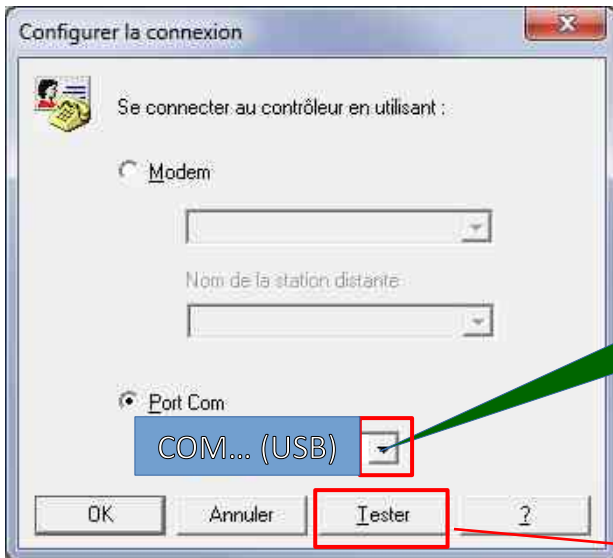 Configurer la connexion
Se connecter au contrôleur en utilisant :
Modem
Nom de la station distante
Port Com
COM... (USB)
OK
Annuler
Tester
?